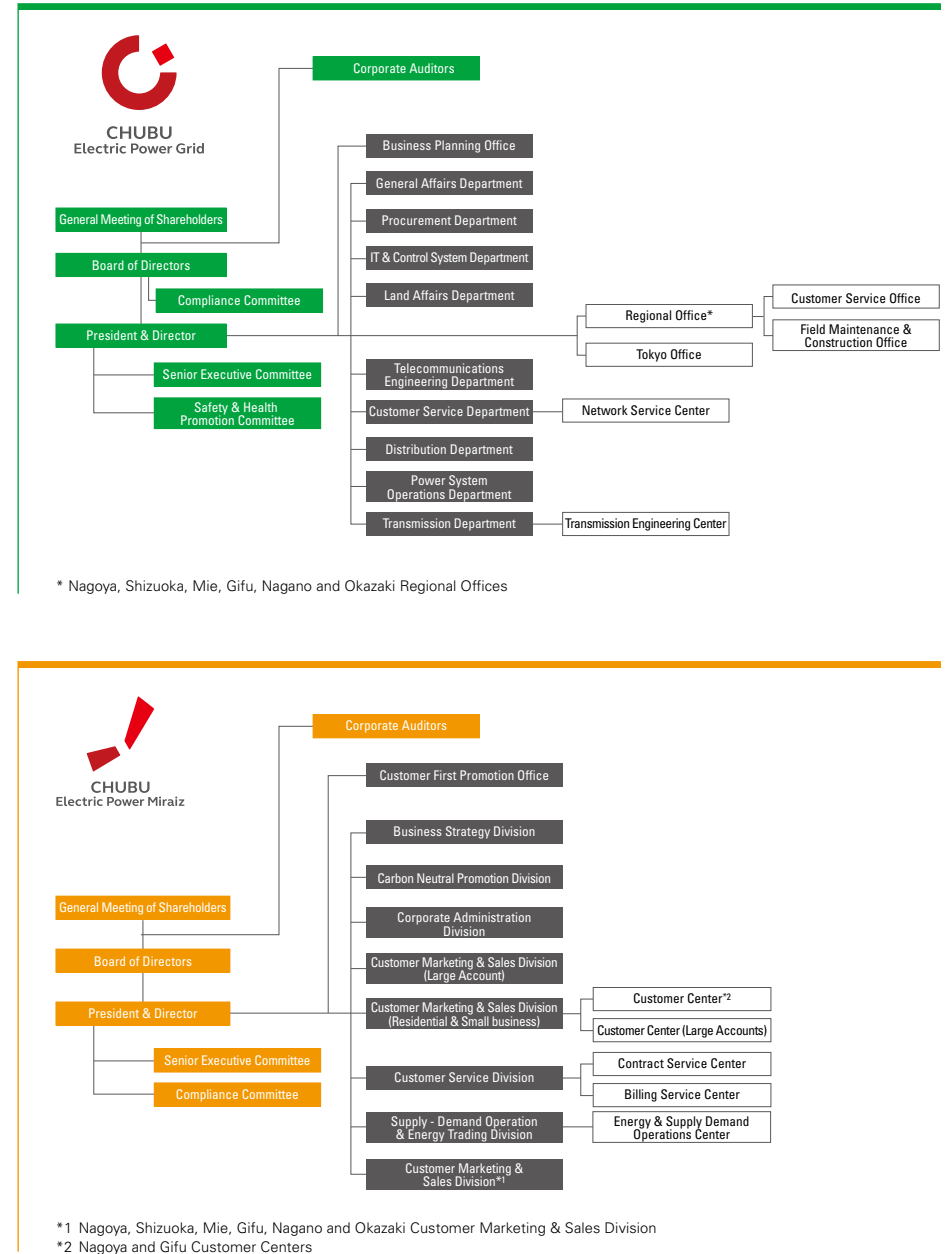 CHUBU
Electric Power Grid
Corporate Auditors
Business Planning Office
General Affairs Department
General Meeting of Shareholders
Procurement Department
IT & Control System Department
Board of Directors
Compliance Committee
Land Affairs Department
Customer Service Office
Regional Office*
President & Director
Field Maintenance &
Construction Office
Tokyo Office
Senior Executive Committee
Telecommunications
Engineering Department
Safety & Health
Promotion Committee
Customer Service Department
Network Service Center
Distribution Department
Power System
Operations Department
Transmission Department
Transmission Engineering Center
* Nagoya, Shizuoka, Mie, Gifu, Nagano and Okazaki Regional Offices
CHUBU
Electric Power Miraiz
Corporate Auditors
Customer First Promotion Office
Business Strategy Division
Carbon Neutral Promotion Division
General Meeting of Shareholders
Corporate Administration
Division
Board of Directors
Customer Marketing & Sales Division
(Large Account)
President & Director
Customer Marketing & Sales Division
(Residential & Small business)
Customer Center*2
Customer Center (Large Accounts)
Senior Executive Committee
Contract Service Center
Customer Service Division
Compliance Committee
Billing Service Center
Supply - Demand Operation
& Energy Trading Division
Energy & Supply Demand
Operations Center
Customer Marketing &
Sales Division*1
*1 Nagoya, Shizuoka, Mie, Gifu, Nagano and Okazaki Customer Marketing & Sales Division
*2 Nagoya and Gifu Customer Centers